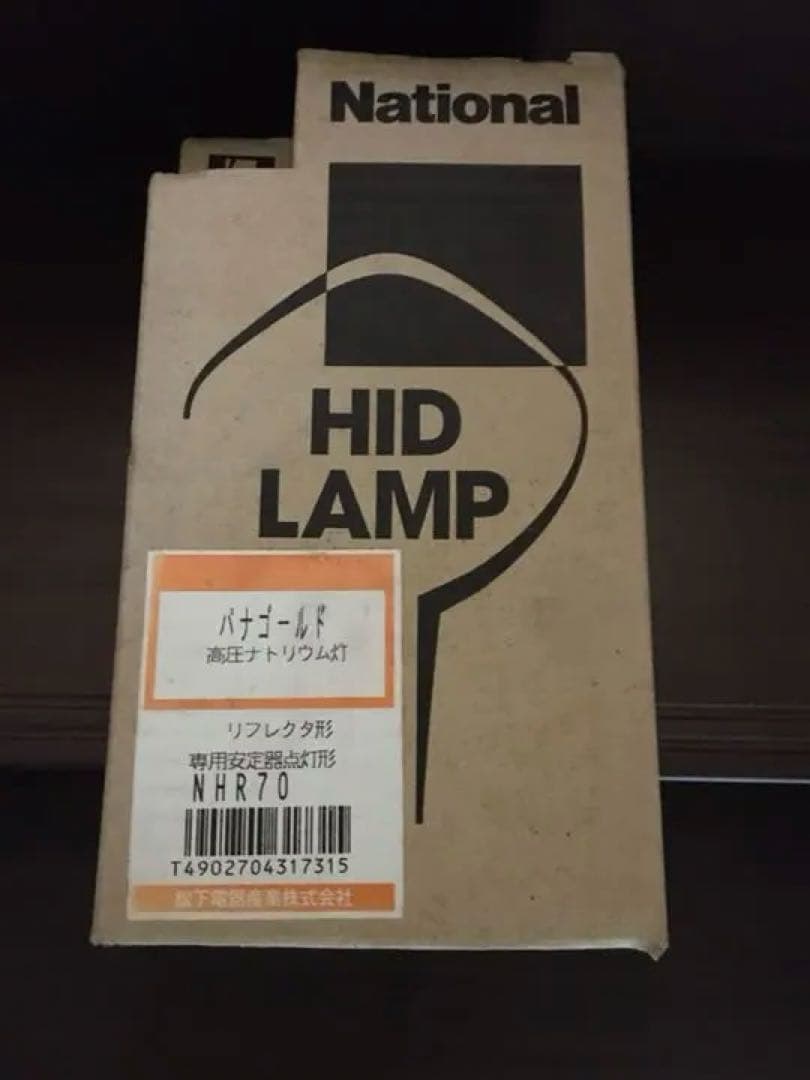 National
HID
LAMP
パナゴールド
高圧ナトリウム灯
リフレクタ形
専用安定器点灯形
NHR70
T4902704317315
松下電器産業株式会社